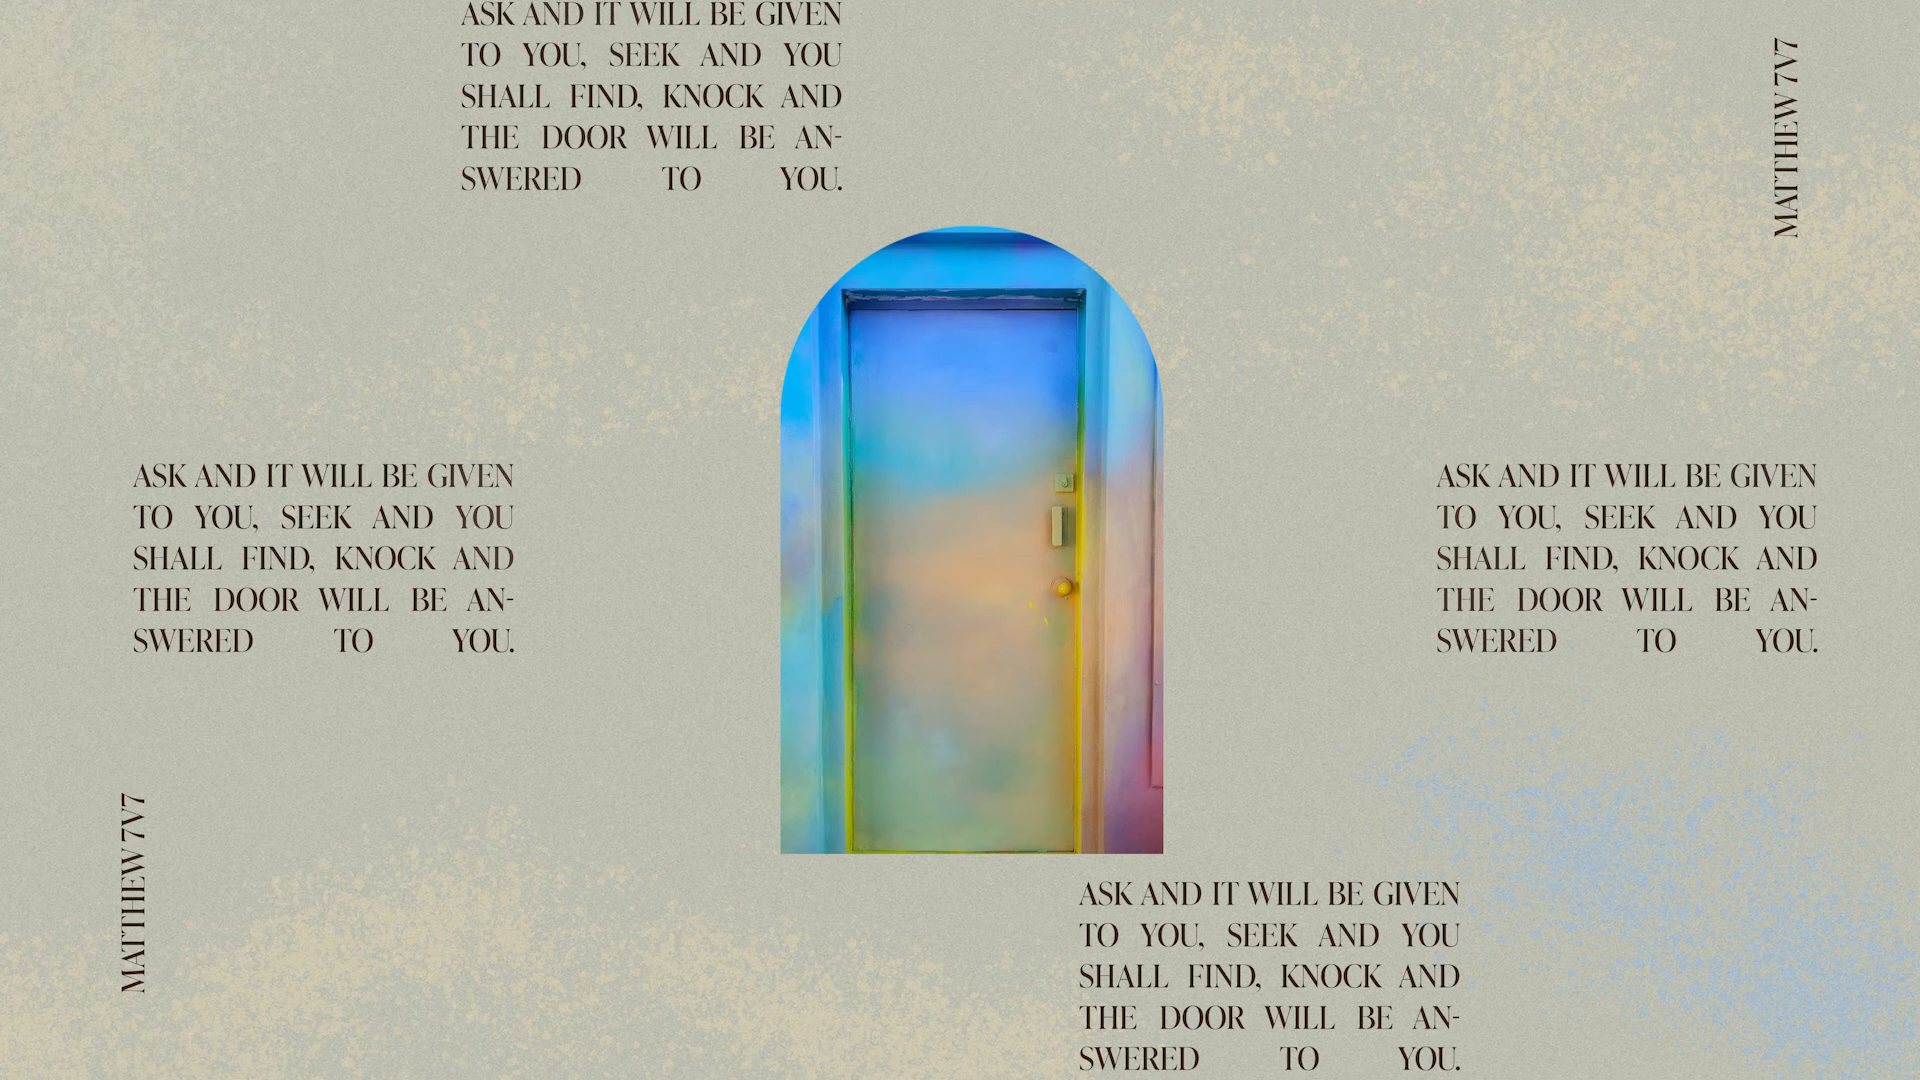 ASK AND IT WILL BE GIVEN
TO YOU, SEEK AND YOU
SHALL FIND, KNOCK AND
THE DOOR WILL BE AN-
SWERED TO YOU.
MATTHEW 7V7
ASK AND IT WILL BE GIVEN
TO YOU, SEEK AND YOU
SHALL FIND, KNOCK AND
THE DOOR WILL BE AN-
SWERED TO YOU.
ASK AND IT WILL BE GIVEN
TO YOU, SEEK AND YOU
SHALL FIND, KNOCK AND
THE DOOR WILL BE AN-
SWERED TO YOU.
MATTHEW 7V7
ASK AND IT WILL BE GIVEN
TO YOU, SEEK AND YOU
SHALL FIND, KNOCK AND
THE DOOR WILL BE AN-
SWERED TO YOU.